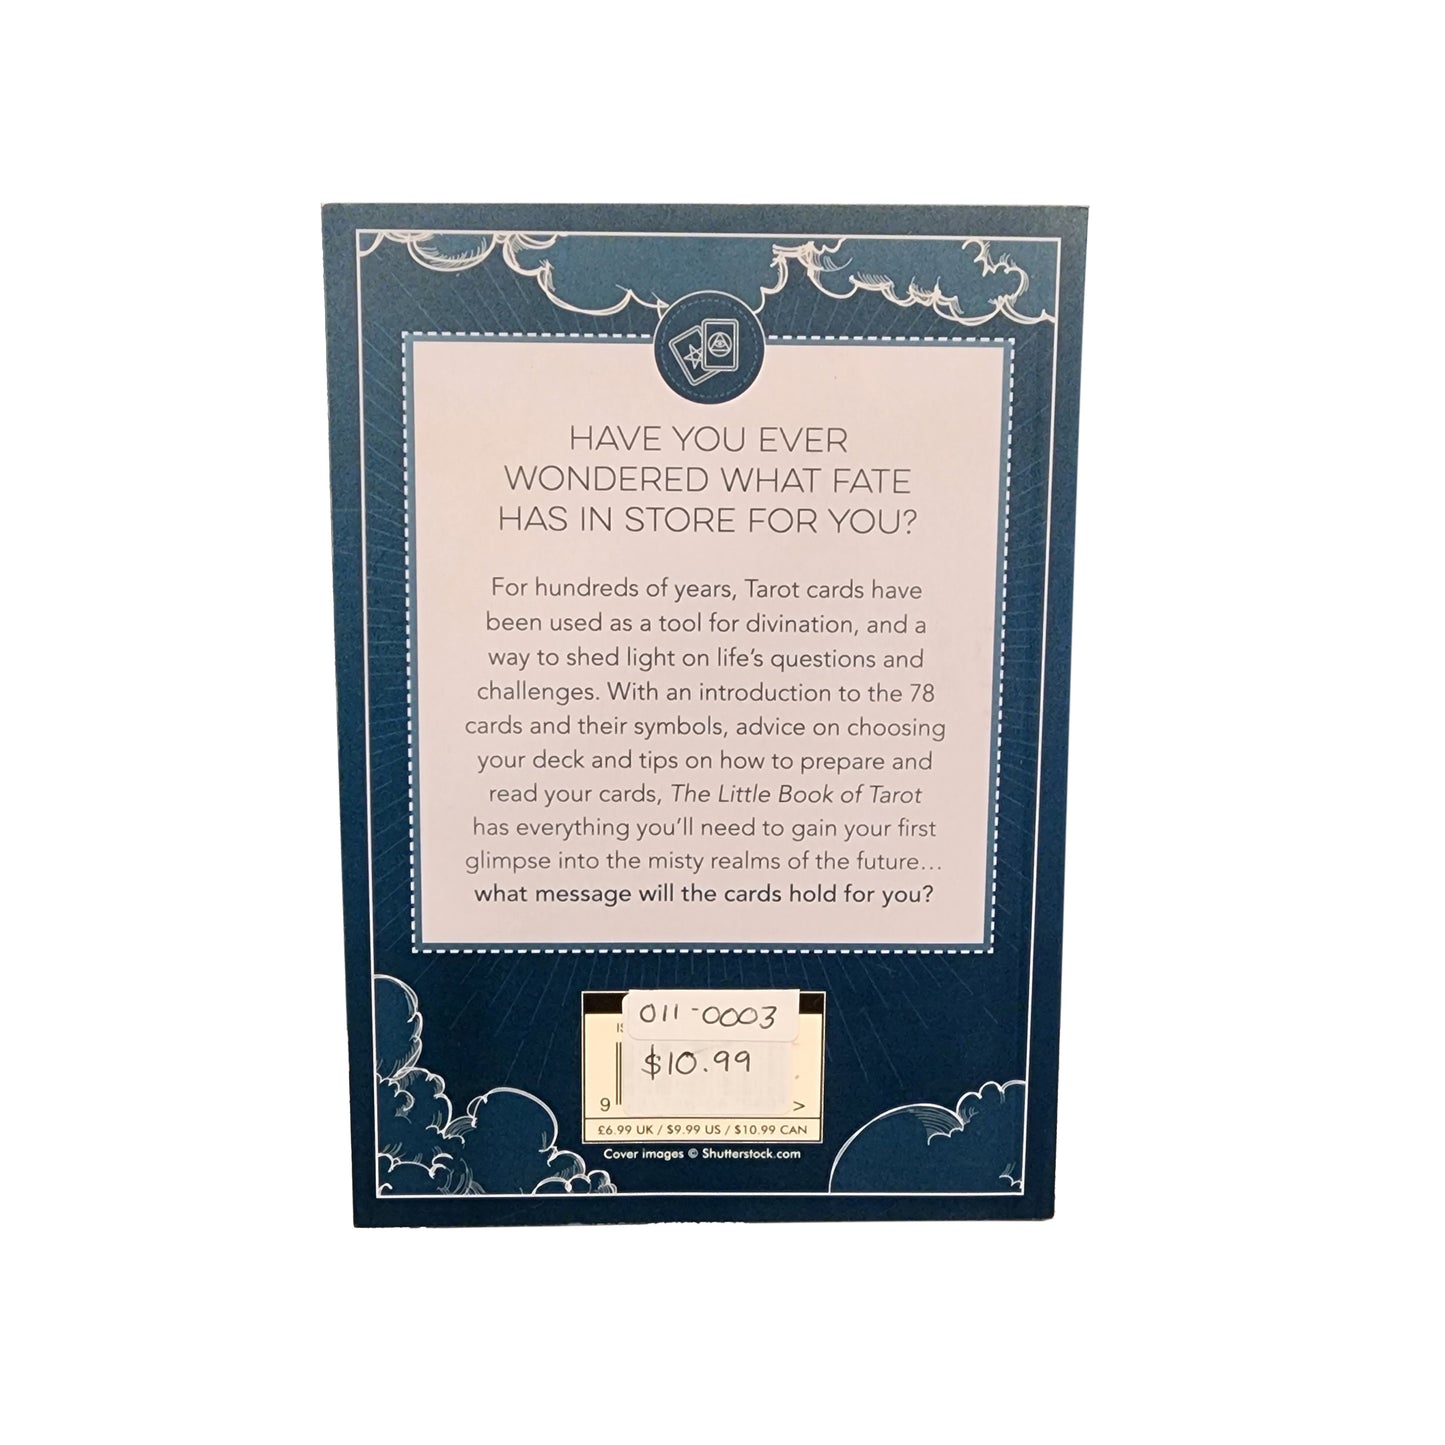 HAVE YOU EVER
WONDERED WHAT FATE
HAS IN STORE FOR YOU?
For hundreds of years, Tarot cards have
been used as a tool for divination, and a
way to shed light on life's questions and
challenges. With an introduction to the 78
cards and their symbols, advice on choosing
your deck and tips on how to prepare and
read your cards, The Little Book of Tarot
has everything you'll need to gain your first
glimpse into the misty realms of the future...
what message will the cards hold for you?
011-0003
$10.99
9 >
£6.99 UK / $9.99 US / $10.99 CAN
Cover images © Shutterstock.com